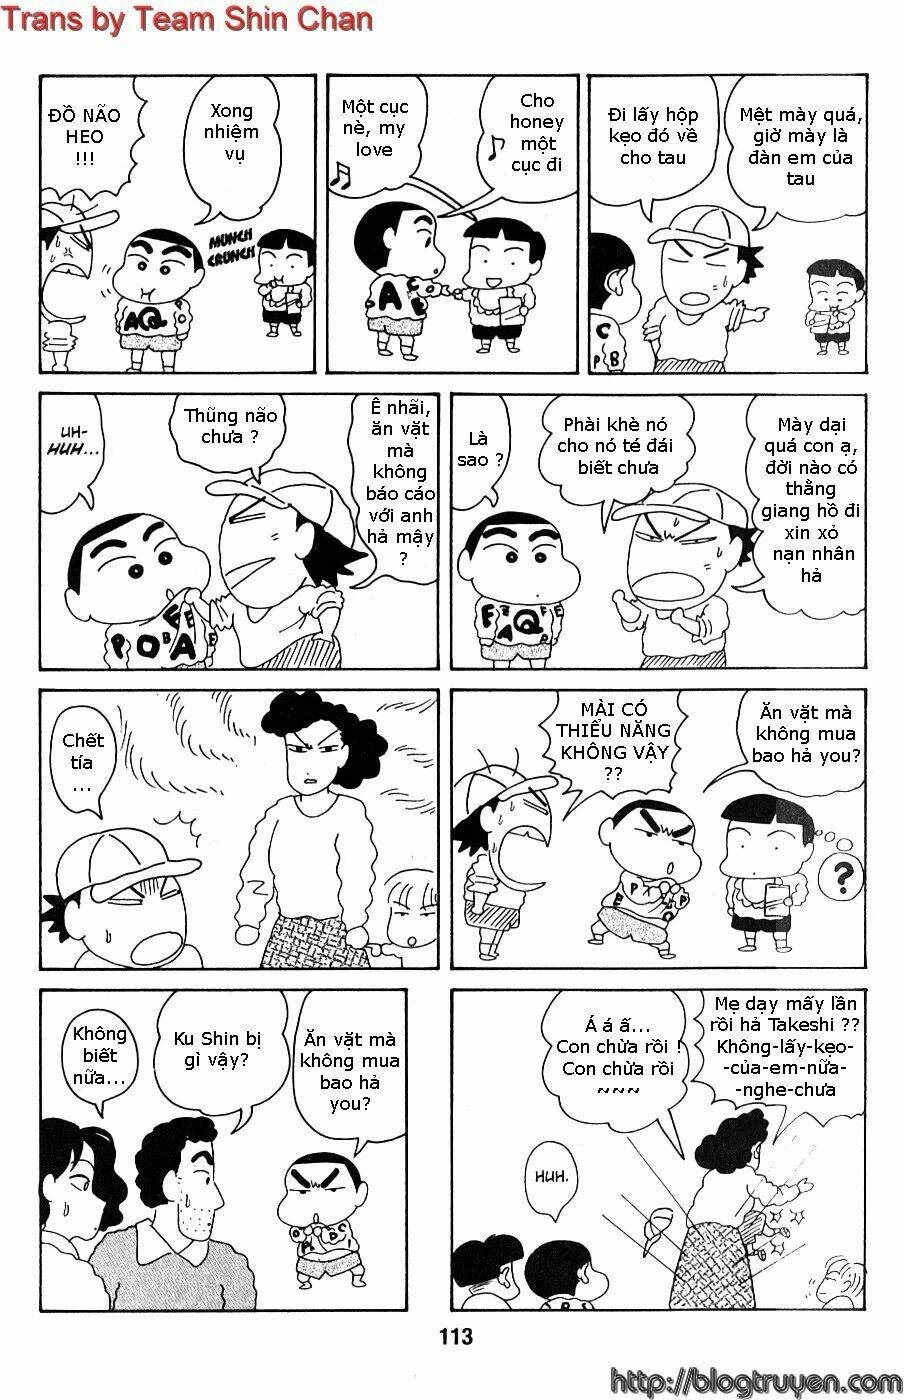 Trans by Team Shin Chan
Mệt mày quá,
giờ mày là
đàn em của
tau
Đi lấy hộp
kẹo đó về
cho tau
C
P B
Cho
honey
một
cục đi
Một cục
nè, my
love
A
Xong
nhiệm
vụ
ĐỒ NÃO
HEO
!!!
MUNCH
CRUNCH
AQ
Mày dại
quá con ạ,
đời nào có
thằng
giang hồ đi
xin xỏ
nạn nhân
hả
Phài khè nó
cho nó té đái
biết chưa
Là
sao ?
F E F E
A Q P
Ê nhãi,
ăn vặt
mà
không
báo cáo
với anh
hả mậy
?
Thũng não
chưa ?
UH-
HUH...
P O B A E
Ăn vặt mà
không mua
bao hả you?
MÀI CÓ
THIỂU NĂNG
KHÔNG VẬY
??
?
E P Q P
Chết
tía
...
Mẹ dạy mấy lần
rồi hả Takeshi ??
Không-lấy-kẹo-
-của-em-nữa-
-nghe-chưa
Á á ấ...
Con chừa rồi !
Con chừa rồi
~~~
HUH.
Ăn vặt mà
không mua
bao hả
you?
Ku Shin bị
gì vậy?
Không
biết
nữa...
113
http://blogtruyen.com